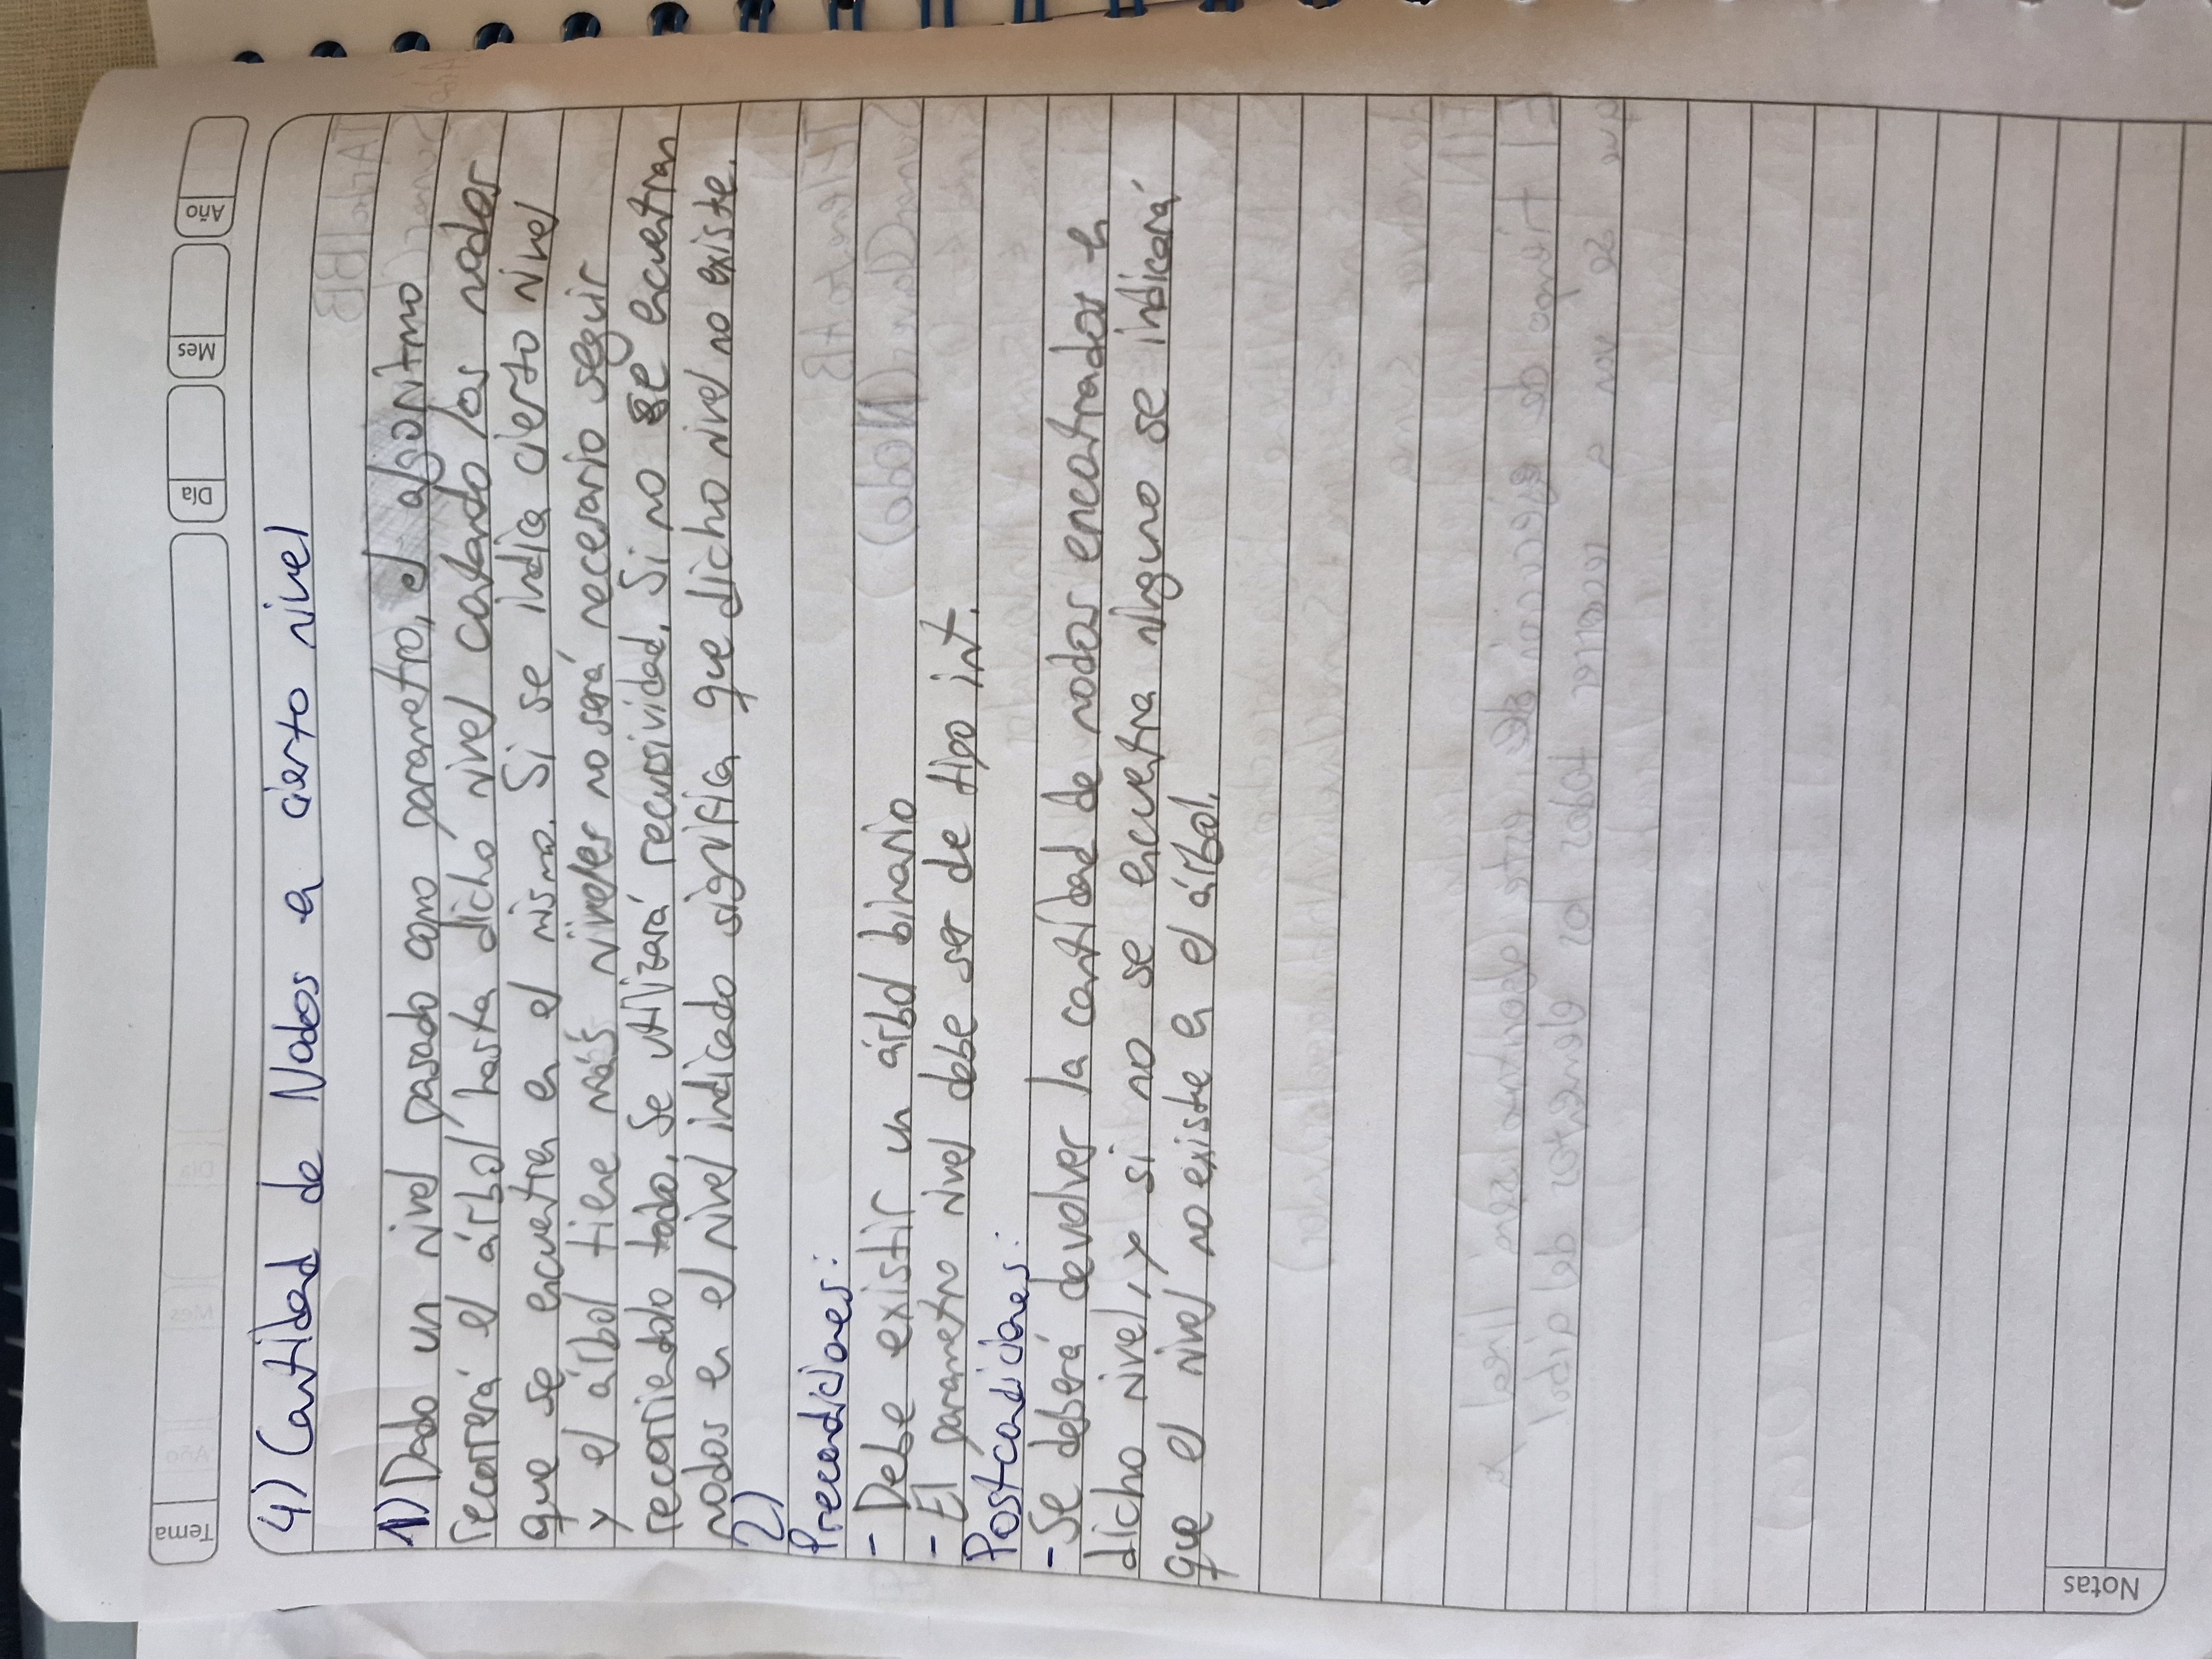 Tema
Día
Mes
Año
4) Cantidad de Nodos en cierto nivel
1) Dado un nivel pasado como parametro, el algoritmo
recorrerá el árbol hasta dicho nivel contando los nodos
que se encuentren en el mismo. Si se indica cierto nivel
y el árbol tiene más niveles no será necesario seguir
recorriendolo todo. Se utilizará recursividad. Si no se encuentran
nodos en el nivel indicado significa que dicho nivel no existe.
2)
Precondiciones:
- Debe existir un árbol binario
- El parametro nivel debe ser de tipo int.
Postcondiciones:
- Se deberá devolver la cantidad de nodos encontrados en
dicho nivel, y si no se encuentra ninguno se indicará
que el nivel no existe en el árbol.
Notas